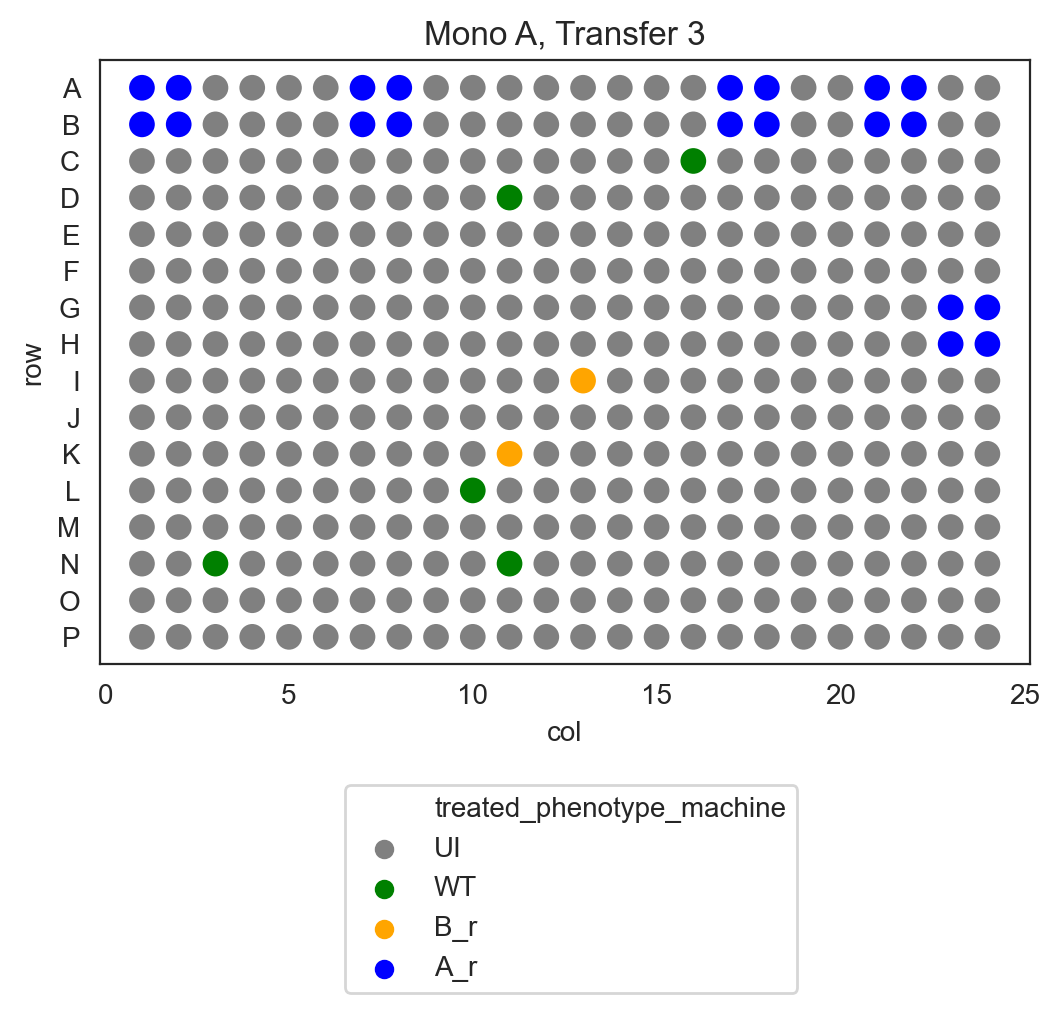 Mono A, Transfer 3
A
B
C
D
E
F
G
H
I
J
K
L
M
N
O
P
row
0 5 10 15 20 25
col
treated_phenotype_machine
UI
WT
B_r
A_r